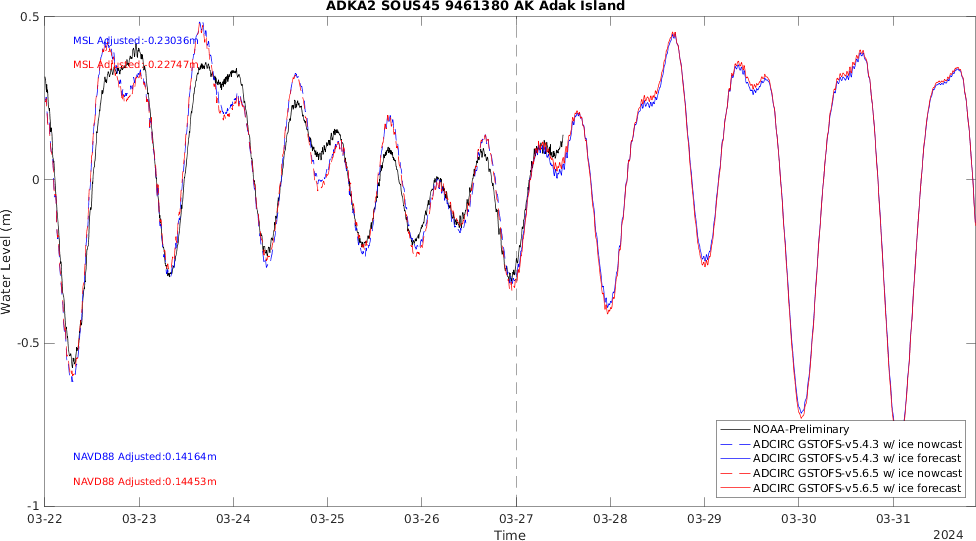 ADKA2 SOUS45 9461380 AK Adak Island
MSL Adjusted:-0.23036m
MSL Adjusted:-0.22747m
NAVD88 Adjusted:0.14164m
NAVD88 Adjusted:0.14453m
Water Level (m)
0.5
0
-0.5
-1
NOAA-Preliminary
ADCIRC GSTOFS-v5.4.3 w/ ice nowcast
ADCIRC GSTOFS-v5.4.3 w/ ice forecast
ADCIRC GSTOFS-v5.6.5 w/ ice nowcast
ADCIRC GSTOFS-v5.6.5 w/ ice forecast
03-22 03-23 03-24 03-25 03-26 03-27 03-28 03-29 03-30 03-31
Time
2024